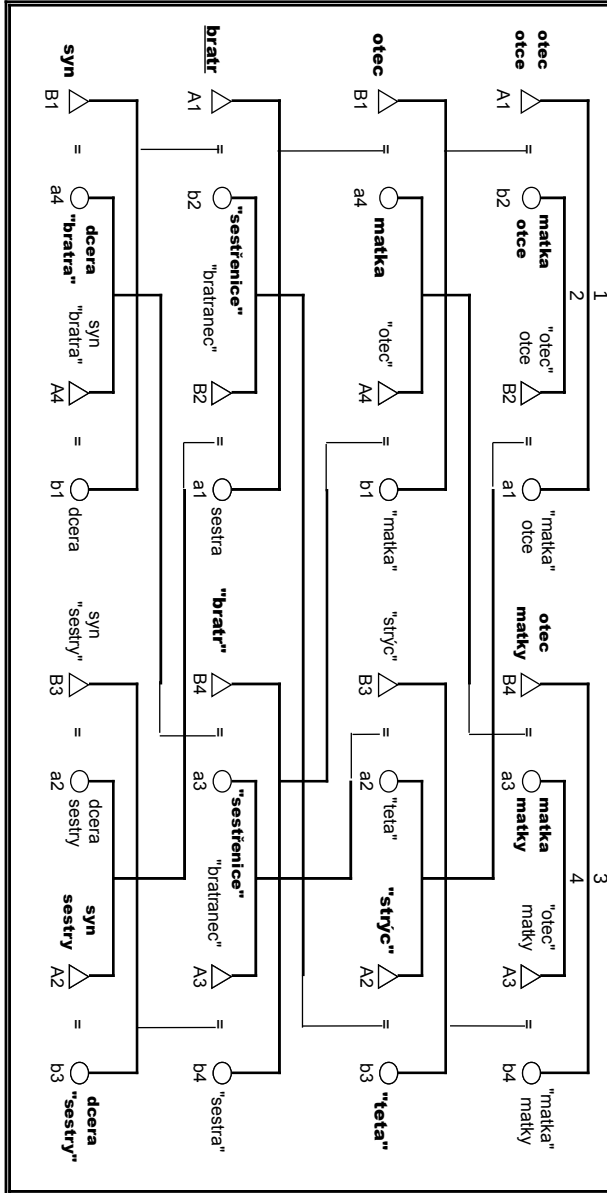 1 3
2 4
otec matka "otec" "matka" otec matka "otec" "matka"
otce otce otce otce matky matky matky matky
A1 = b2 B2 = a1 B4 = a3 A3 = b4
otec matka "otec" "matka" "strýc" "teta" "strýc" "teta"
B1 = a4 A4 = b1 B3 = a2 A2 = b3
bratr "sestřenice" "bratranec" sestra "bratr" "sestřenice" "bratranec" "sestra"
A1 = b2 B2 = a1 B4 = a3 A3 = b4
syn dcera syn dcera syn dcera syn dcera
"bratra" "bratra" "sestry" sestry sestry "sestry"
B1 = a4 A4 = b1 B3 = a2 A2 = b3